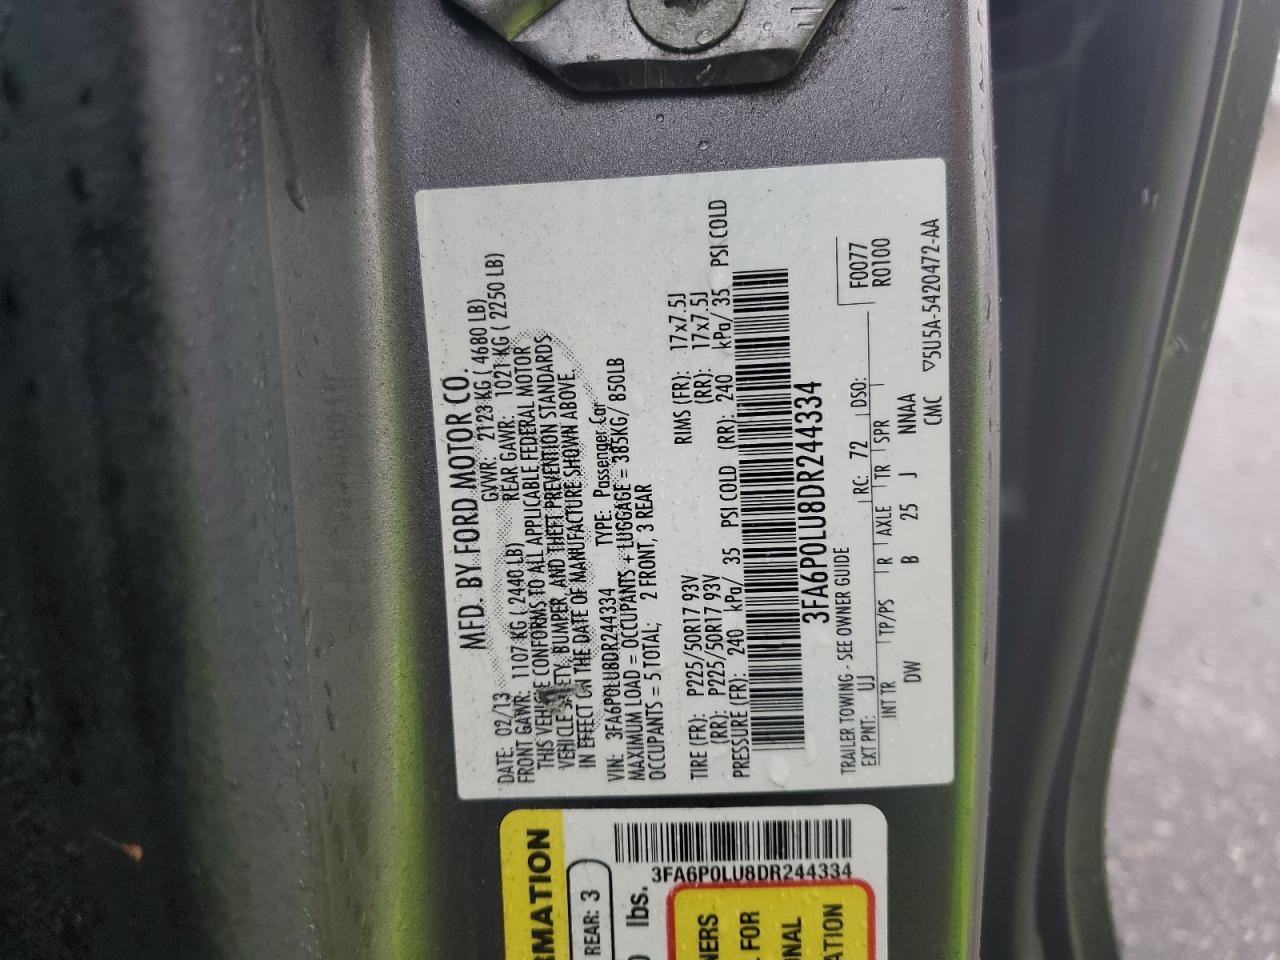 MFD. BY FORD MOTOR CO.
DATE: 02/13 GVWR: 2123 KG ( 4680 LB)
FRONT GAWR: 1107 KG ( 2440 LB) REAR GAWR: 1021 KG ( 2250 LB)
THIS VEHICLE CONFORMS TO ALL APPLICABLE FEDERAL MOTOR
VEHICLE SAFETY, BUMPER, AND THEFT PREVENTION STANDARDS
IN EFFECT ON THE DATE OF MANUFACTURE SHOWN ABOVE.
VIN: 3FA6P0LU8DR244334 TYPE: Passenger Car
MAXIMUM LOAD = OCCUPANTS + LUGGAGE = 385KG/ 850LB
OCCUPANTS = 5 TOTAL; 2 FRONT, 3 REAR
TIRE (FR): P225/50R17 93V RIMS (FR): 17x7.5J
(RR): P225/50R17 93V (RR): 17x7.5J
PRESSURE (FR): 240 kPa/ 35 PSI COLD (RR): 240 kPa/ 35 PSI COLD
3FA6P0LU8DR244334
TRAILER TOWING - SEE OWNER GUIDE F0077
EXT PNT: UJ RC: 72 DSO: R0100
INT TR TP/PS R AXLE TR SPR
DW B 25 J NNAA
CMC ▽5U5A-5420472-AA
3FA6P0LU8DR244334
RMATION
REAR: 3
lbs.
NERS
FOR
NAL
ATION